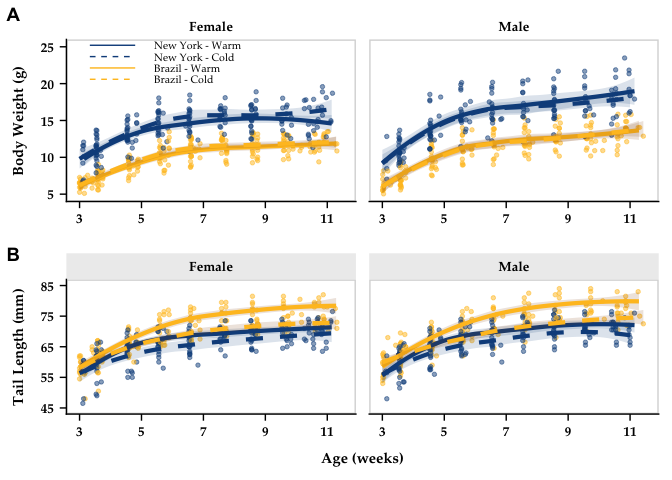 A
Female
Male
New York - Warm
New York - Cold
Brazil - Warm
Brazil - Cold
Body Weight (g)
25
20
15
10
5
3 5 7 9 11
3 5 7 9 11
B
Female
Male
Tail Length (mm)
85
75
65
55
45
3 5 7 9 11
3 5 7 9 11
Age (weeks)